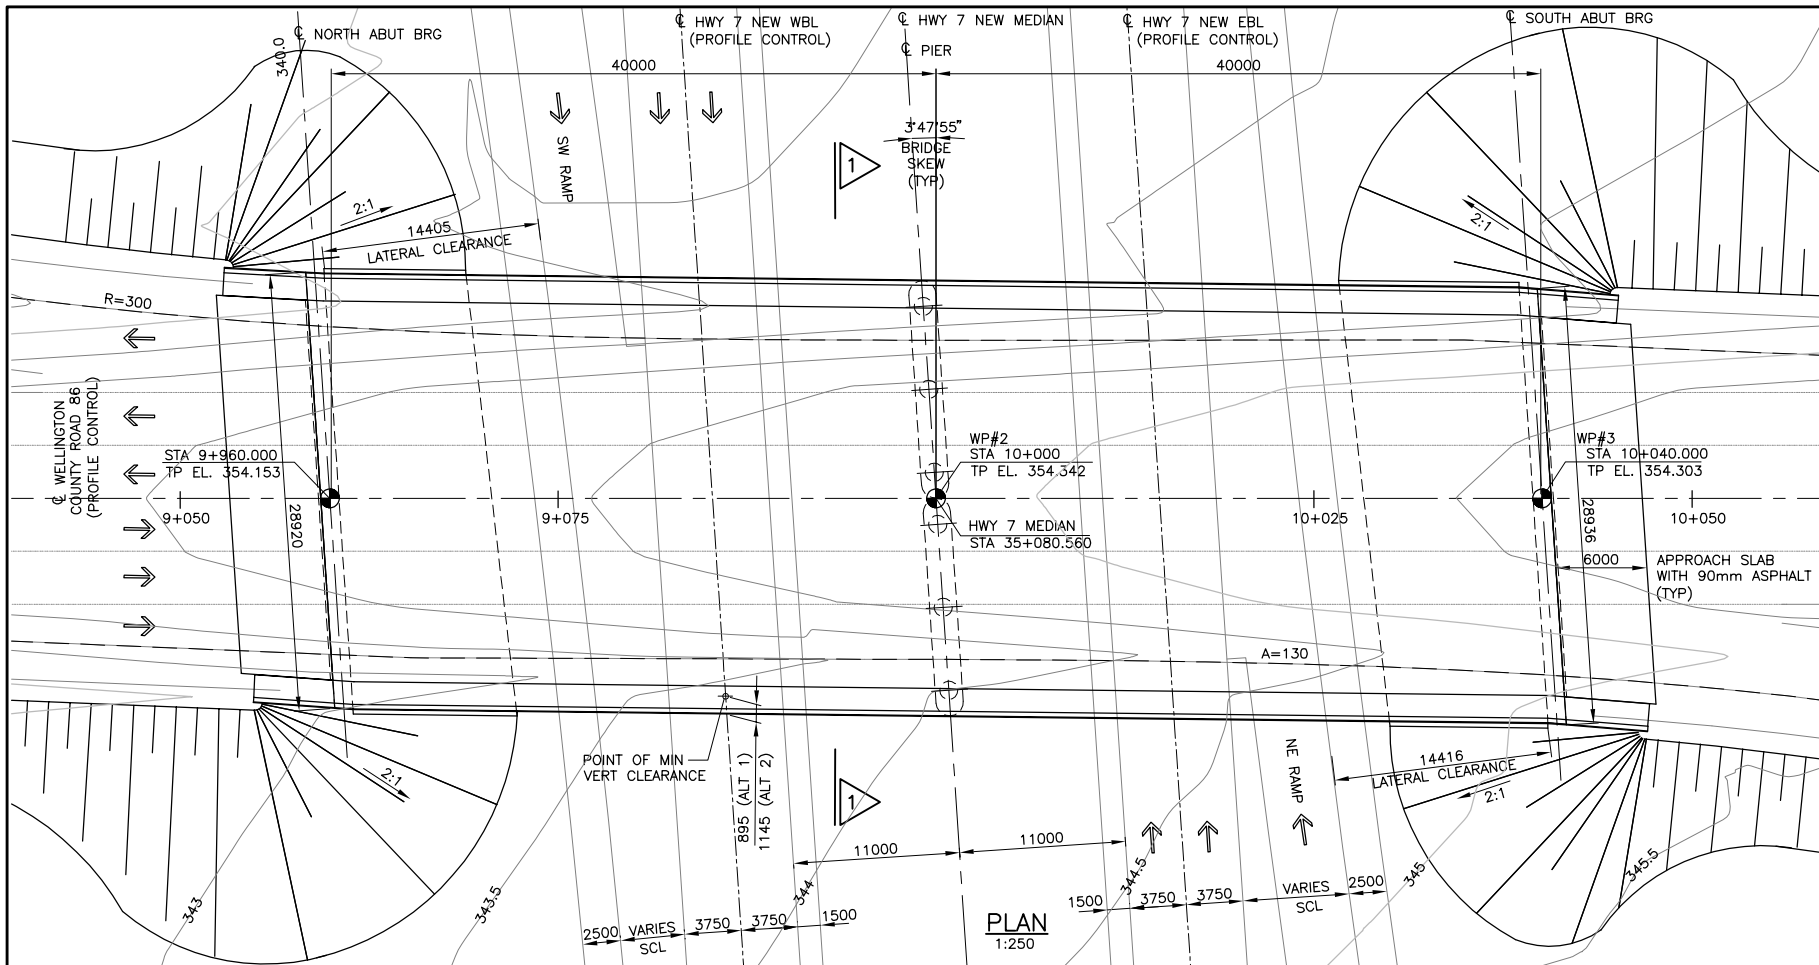 ℄ NORTH ABUT BRG
℄ HWY 7 NEW WBL
(PROFILE CONTROL)
℄ HWY 7 NEW MEDIAN
℄ PIER
℄ HWY 7 NEW EBL
(PROFILE CONTROL)
℄ SOUTH ABUT BRG
340.0
40000
40000
SW RAMP
3°47'55"
BRIDGE
SKEW
(TYP)
1
2:1
14405
LATERAL CLEARANCE
2:1
R=300
℄ WELLINGTON
COUNTY ROAD 86
(PROFILE CONTROL)
STA 9+960.000
TP EL. 354.153
WP#2
STA 10+000
TP EL. 354.342
WP#3
STA 10+040.000
TP EL. 354.303
9+050
28920
9+075
HWY 7 MEDIAN
STA 35+080.560
10+025
28936
10+050
6000
APPROACH SLAB
WITH 90mm ASPHALT
(TYP)
A=130
POINT OF MIN
VERT CLEARANCE
895 (ALT 1)
1145 (ALT 2)
1
2:1
NE RAMP
14416
LATERAL CLEARANCE
2:1
11000
11000
343
343.5
344
344.5
345
345.5
2500
VARIES
SCL
3750
3750
1500
PLAN
1:250
1500
3750
3750
VARIES
SCL
2500